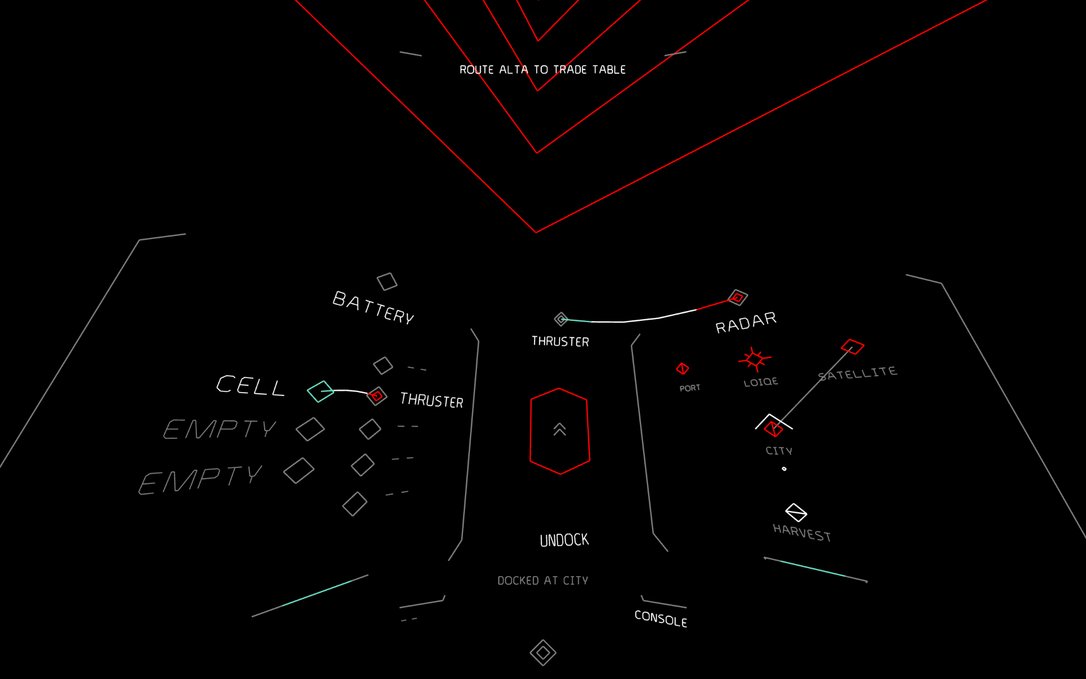 ROUTE ALTA TO TRADE TABLE
BATTERY
THRUSTER
RADAR
PORT
LOIQE
SATELLITE
CELL
THRUSTER
--
EMPTY
--
EMPTY
--
--
CITY
HARVEST
UNDOCK
DOCKED AT CITY
--
CONSOLE